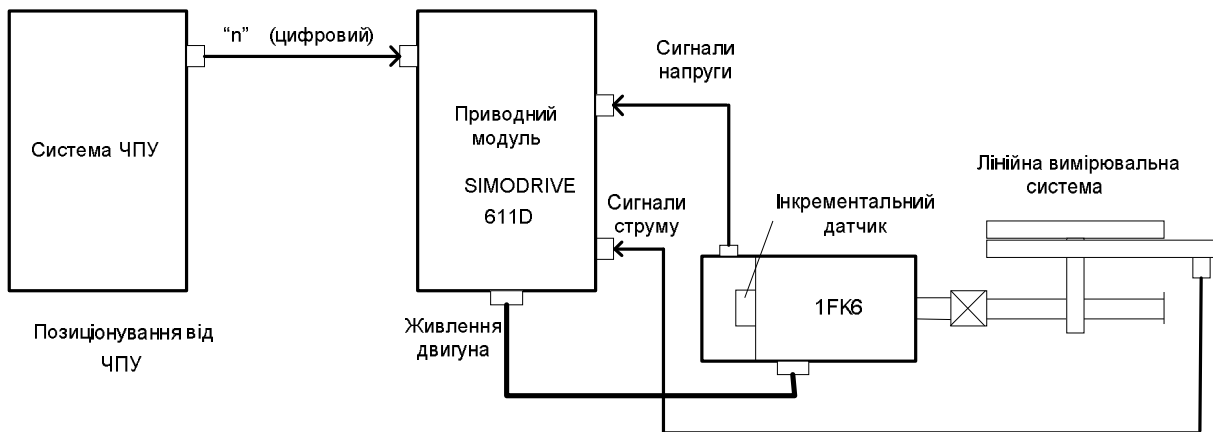 “n” (цифровий)
Сигнали
напруги
Система ЧПУ
Приводний
модуль
SIMODRIVE
611D
Лінійна вимірювальна
система
Сигнали
струму
Інкрементальний
датчик
1FK6
Живлення
двигуна
Позиціонування від
ЧПУ